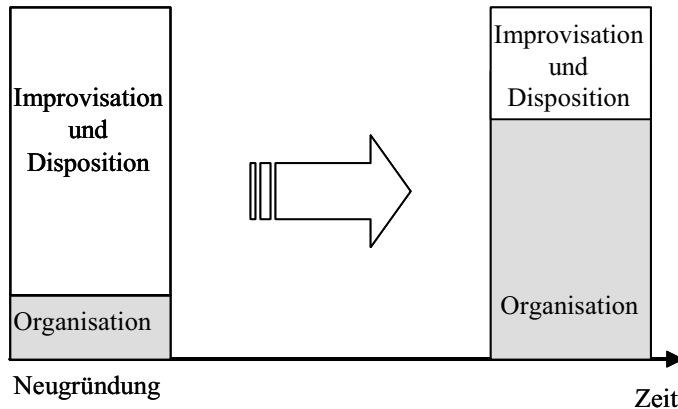 Improvisation
und
Disposition
Organisation
Neugründung
Improvisation
und
Disposition
Organisation
Zeit